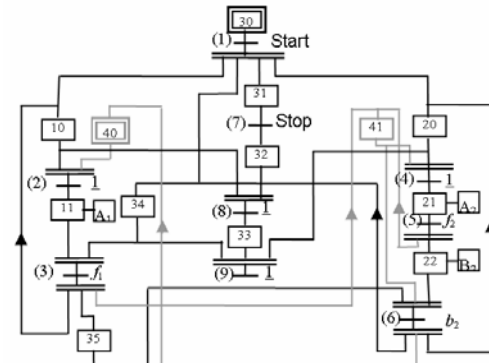 30
(1) Start
31
10 40 (7) Stop 41 20
32
(2) 1 (4) 1
11 A1 34 (8) 1 21 A2
(5) f2
33
(3) f1 (9) 1 22 B2
(6) b2
35